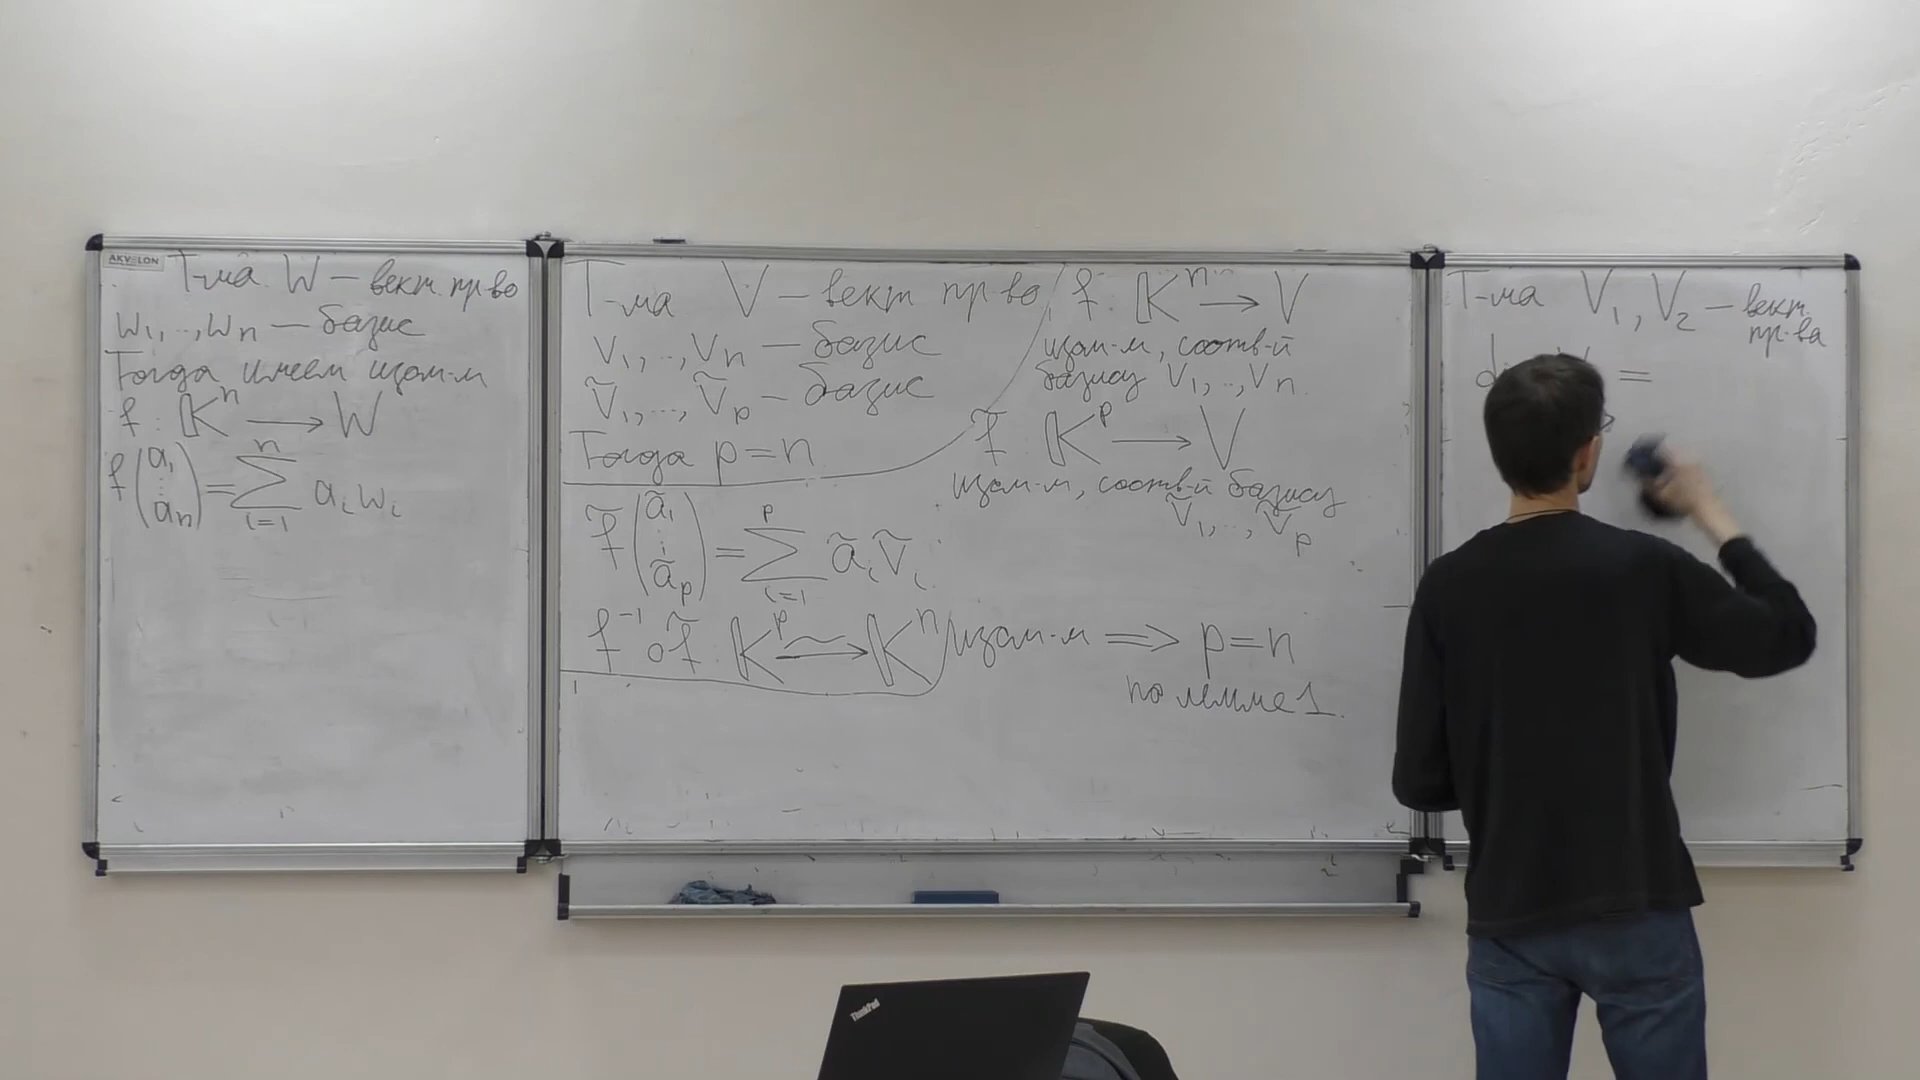 AKVELON
Т-ма. W – вект. пр-во
w₁,..,wₙ – базис
Тогда имеем изом-м
f : 𝕂ⁿ → W
f(a₁ ⋮ aₙ) = ∑ᵢ₌₁ⁿ aᵢwᵢ
Т-ма V – вект пр-во
v₁,..,vₙ – базис
ṽ₁,...,ṽₚ – базис
Тогда p=n
f̃(ã₁ ⋮ ãₚ) = ∑ᵢ₌₁ᵖ ãᵢṽᵢ
f⁻¹∘f̃ : 𝕂ᵖ ⥲ 𝕂ⁿ изом-м ⇒ p=n
по лемме 1.
f : 𝕂ⁿ → V
изом-м, соотв-й
базису v₁,..,vₙ.
f̃ 𝕂ᵖ → V
изом-м, соотв-й базису
ṽ₁,..,ṽₚ
Т-ма V₁, V₂ – вект.
пр-ва
=
ThinkPad